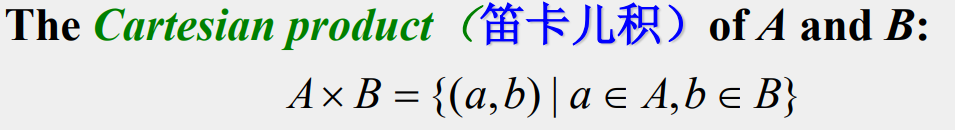 The Cartesian product（笛卡儿积）of A and B:
A × B = {(a,b) | a ∈ A,b ∈ B}